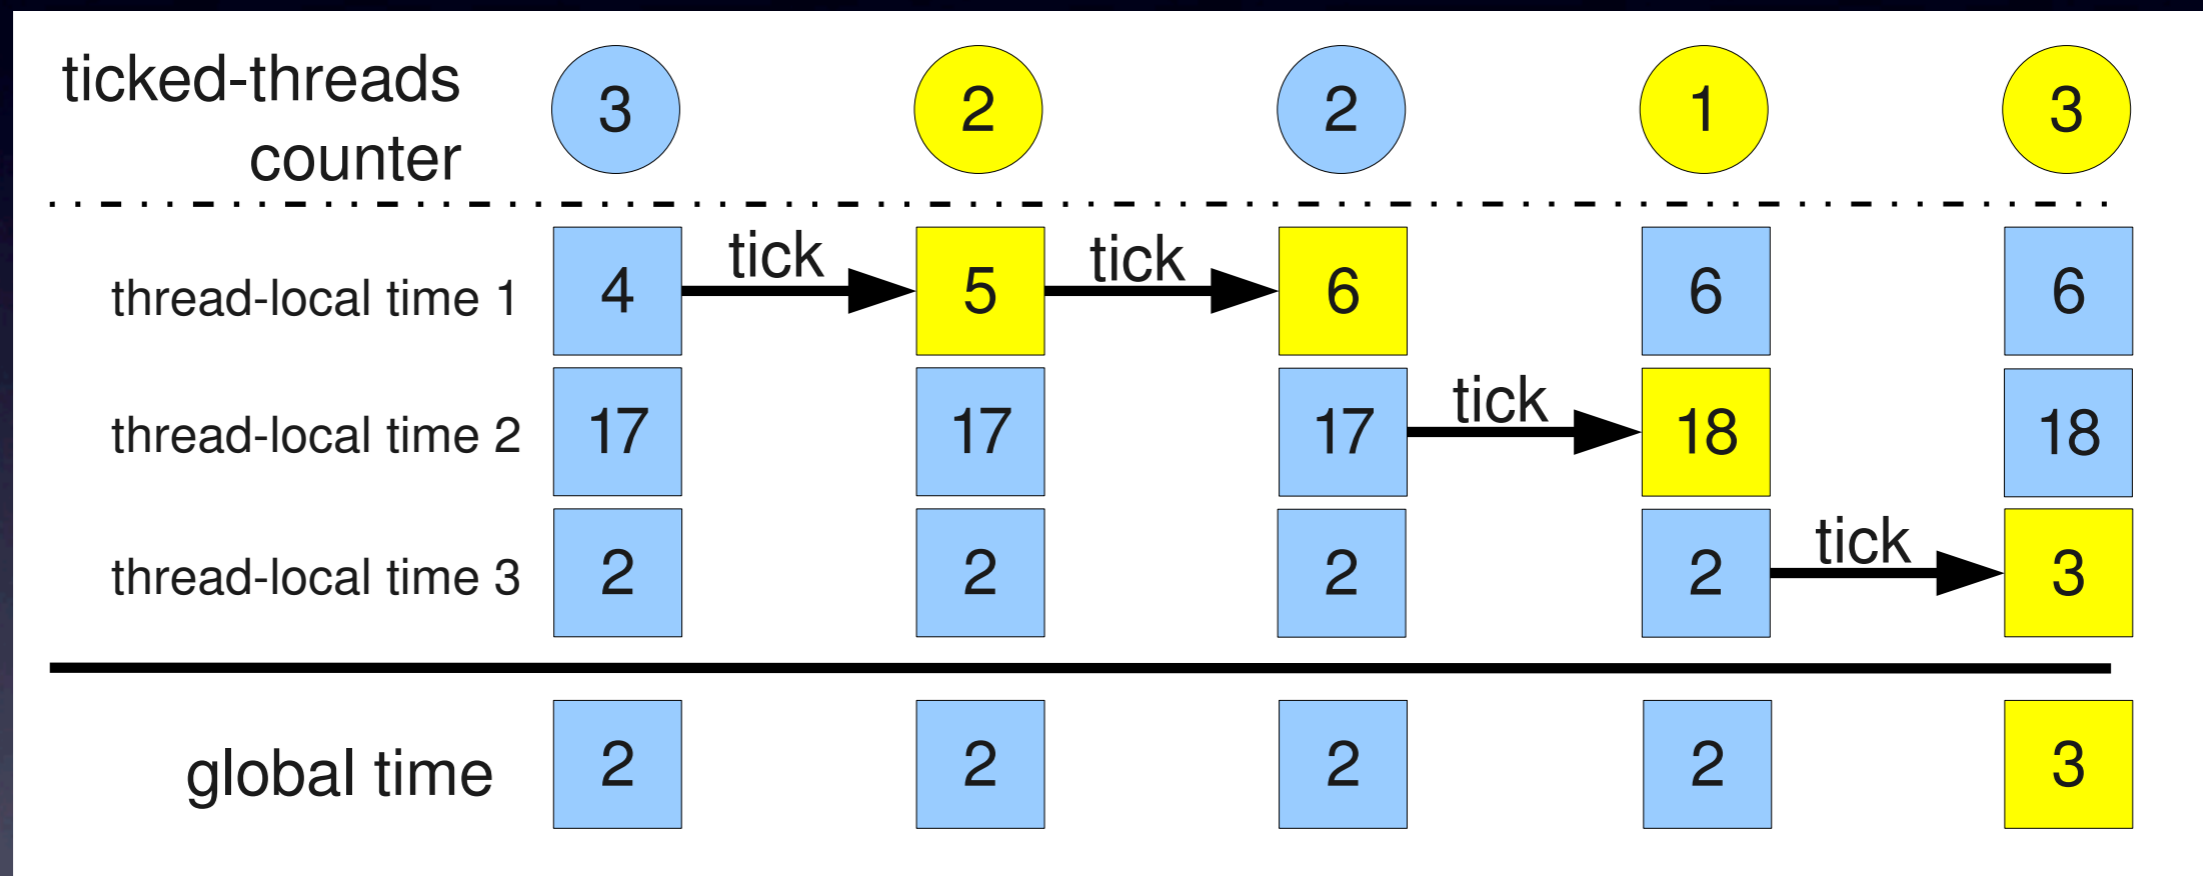 ticked-threads
counter
3 2 2 1 3
tick tick
thread-local time 1 4 5 6 6 6
tick
thread-local time 2 17 17 17 18 18
tick
thread-local time 3 2 2 2 2 3
global time 2 2 2 2 3